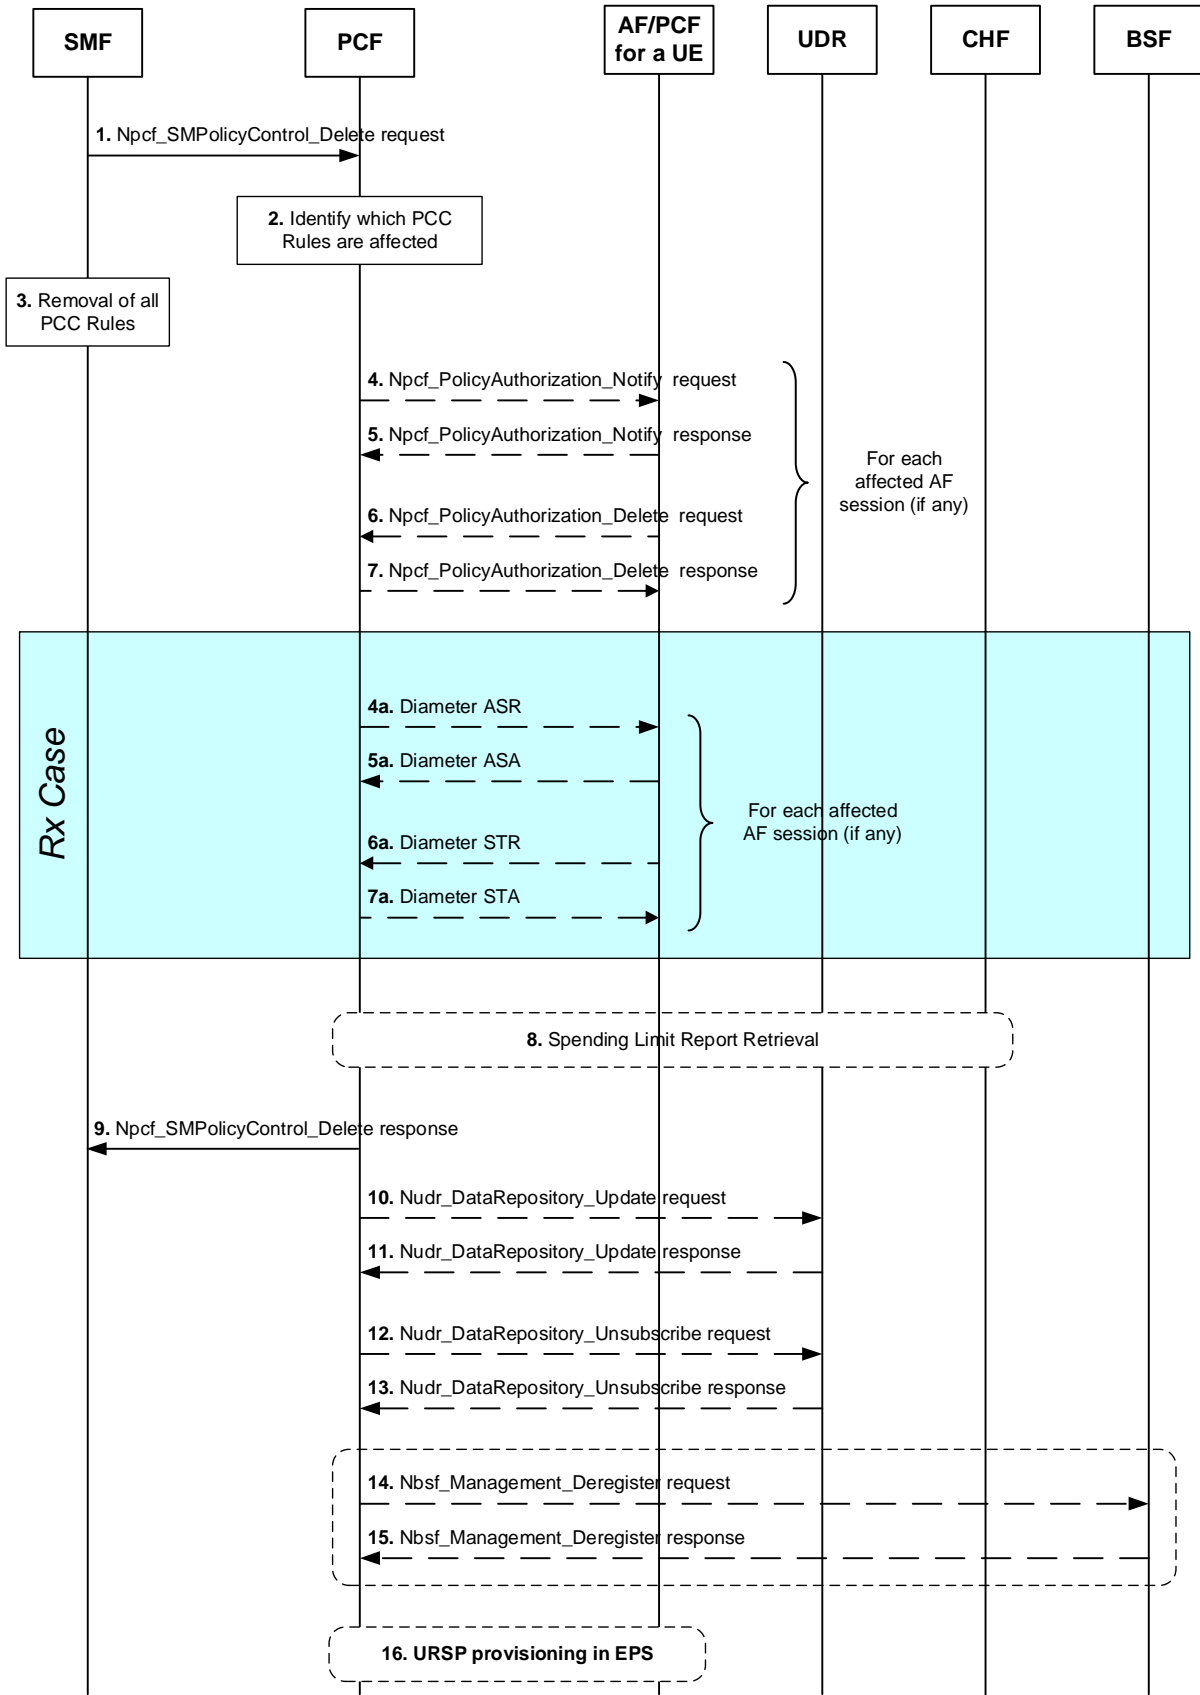 SMF
PCF
AF/PCF
for a UE
UDR
CHF
BSF
1. Npcf_SMPolicyControl_Delete request
2. Identify which PCC
Rules are affected
3. Removal of all
PCC Rules
4. Npcf_PolicyAuthorization_Notify request
5. Npcf_PolicyAuthorization_Notify response
For each
affected AF
session (if any)
6. Npcf_PolicyAuthorization_Delete request
7. Npcf_PolicyAuthorization_Delete response
Rx Case
4a. Diameter ASR
5a. Diameter ASA
For each affected
AF session (if any)
6a. Diameter STR
7a. Diameter STA
8. Spending Limit Report Retrieval
9. Npcf_SMPolicyControl_Delete response
10. Nudr_DataRepository_Update request
11. Nudr_DataRepository_Update response
12. Nudr_DataRepository_Unsubscribe request
13. Nudr_DataRepository_Unsubscribe response
14. Nbsf_Management_Deregister request
15. Nbsf_Management_Deregister response
16. URSP provisioning in EPS